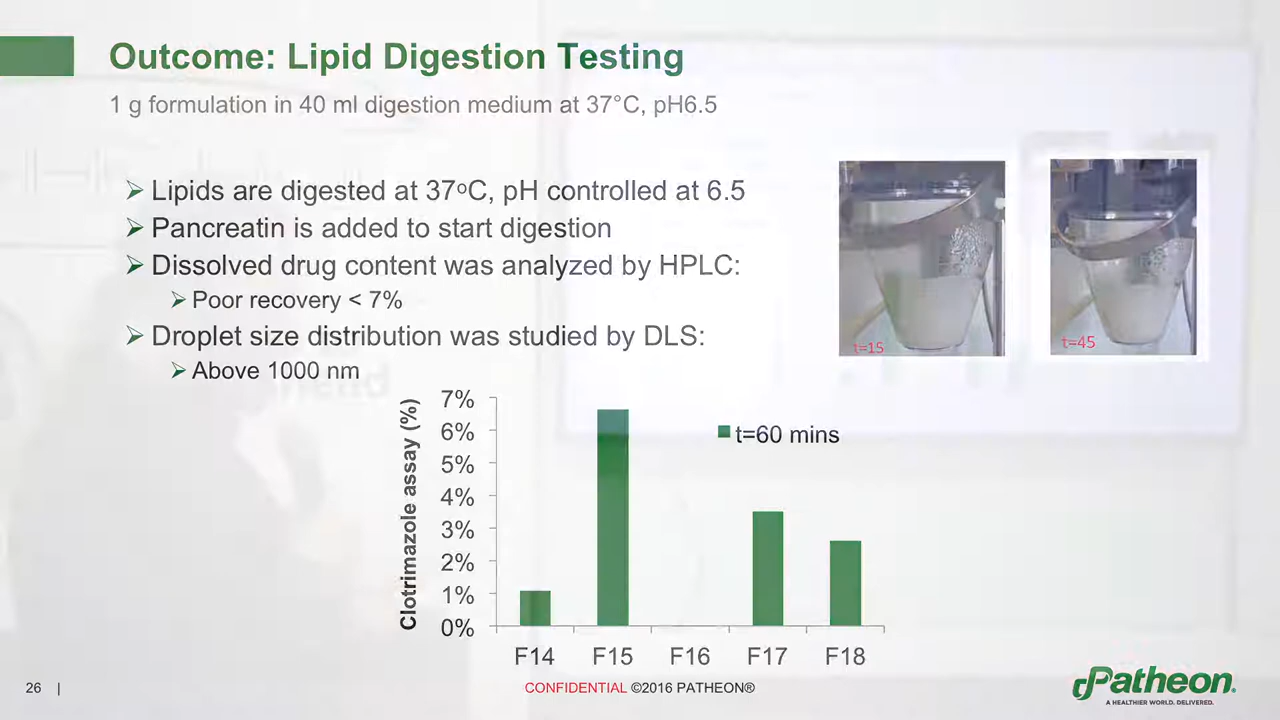 Outcome: Lipid Digestion Testing
1 g formulation in 40 ml digestion medium at 37°C, pH6.5
Lipids are digested at 37ºC, pH controlled at 6.5
Pancreatin is added to start digestion
Dissolved drug content was analyzed by HPLC:
Poor recovery < 7%
Droplet size distribution was studied by DLS:
Above 1000 nm
t=15
t=45
Clotrimazole assay (%)
7%
6%
5%
4%
3%
2%
1%
0%
t=60 mins
F14 F15 F16 F17 F18
26 |
CONFIDENTIAL ©2016 PATHEON®
Patheon®
A HEALTHIER WORLD. DELIVERED.